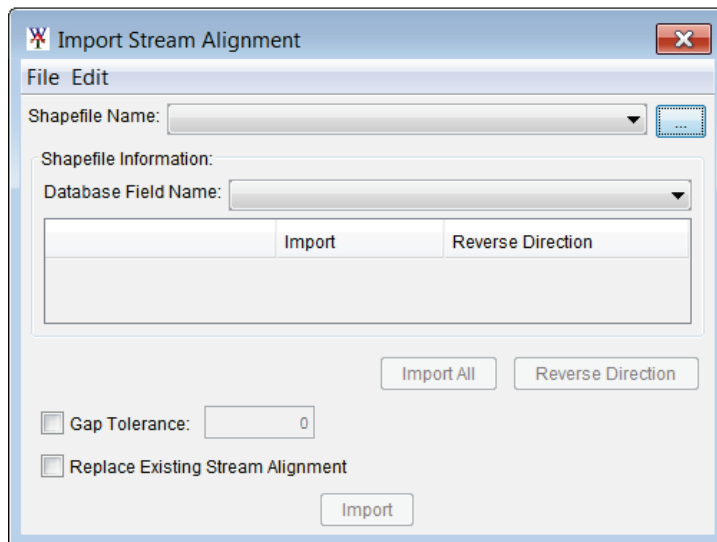 Import Stream Alignment
File Edit
Shapefile Name:
...
Shapefile Information:
Database Field Name:
Import Reverse Direction
Import All Reverse Direction
Gap Tolerance: 0
Replace Existing Stream Alignment
Import